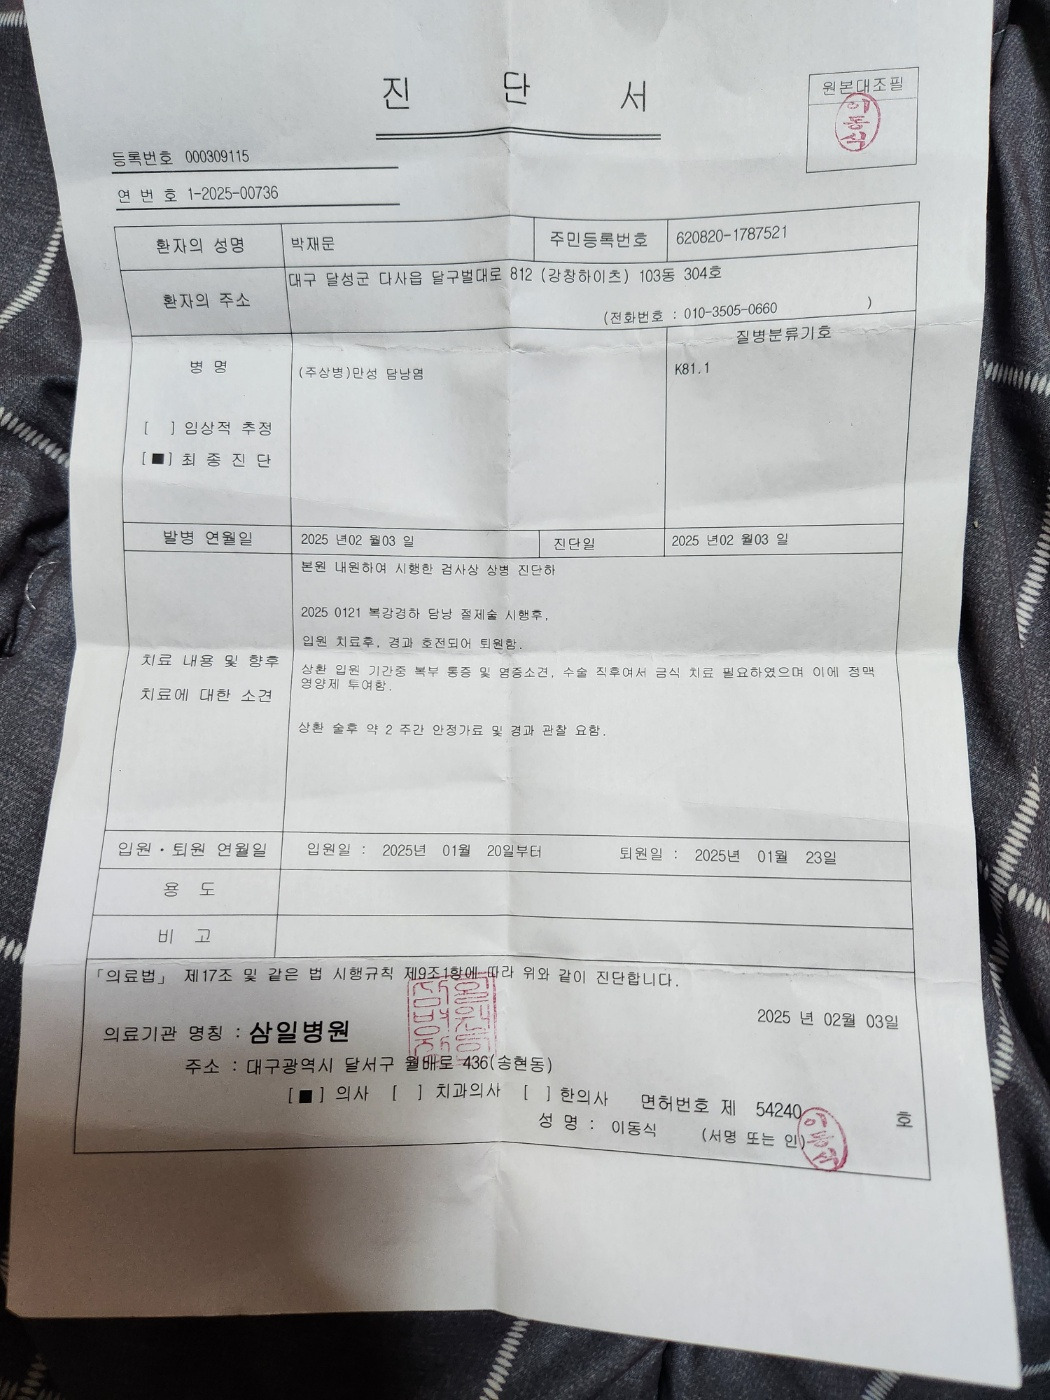 진 단 서
원본대조필
이동식
등록번호 000309115
연 번 호 1-2025-00736
환자의 성명 박재문 주민등록번호 620820-1787521
환자의 주소 대구 달성군 다사읍 달구벌대로 812 (강창하이츠) 103동 304호
(전화번호 : 010-3505-0660 )
병 명 질병분류기호
(주상병)만성 담낭염 K81.1
[ ] 임상적 추정
[■] 최 종 진 단
발병 연월일 2025 년02 월03 일 진단일 2025 년02 월03 일
본원 내원하여 시행한 검사상 상병 진단하
2025 0121 복강경하 담낭 절제술 시행후,
입원 치료후, 경과 호전되어 퇴원함.
치료 내용 및 향후
치료에 대한 소견
상환 입원 기간중 복부 통증 및 염증소견, 수술 직후여서 금식 치료 필요하였으며 이에 정맥
영양제 투여함.
상환 술후 약 2 주간 안정가료 및 경과 관찰 요함.
입원·퇴원 연월일 입원일 : 2025년 01월 20일부터 퇴원일 : 2025년 01월 23일
용 도
비 고
「의료법」 제17조 및 같은 법 시행규칙 제9조1항에 따라 위와 같이 진단합니다.
2025 년 02월 03일
의료기관 명칭 : 삼일병원
주소 : 대구광역시 달서구 월배로 436(송현동)
[■] 의사 [ ] 치과의사 [ ] 한의사 면허번호 제 54240 호
성 명 : 이동식 (서명 또는 인)
이동식